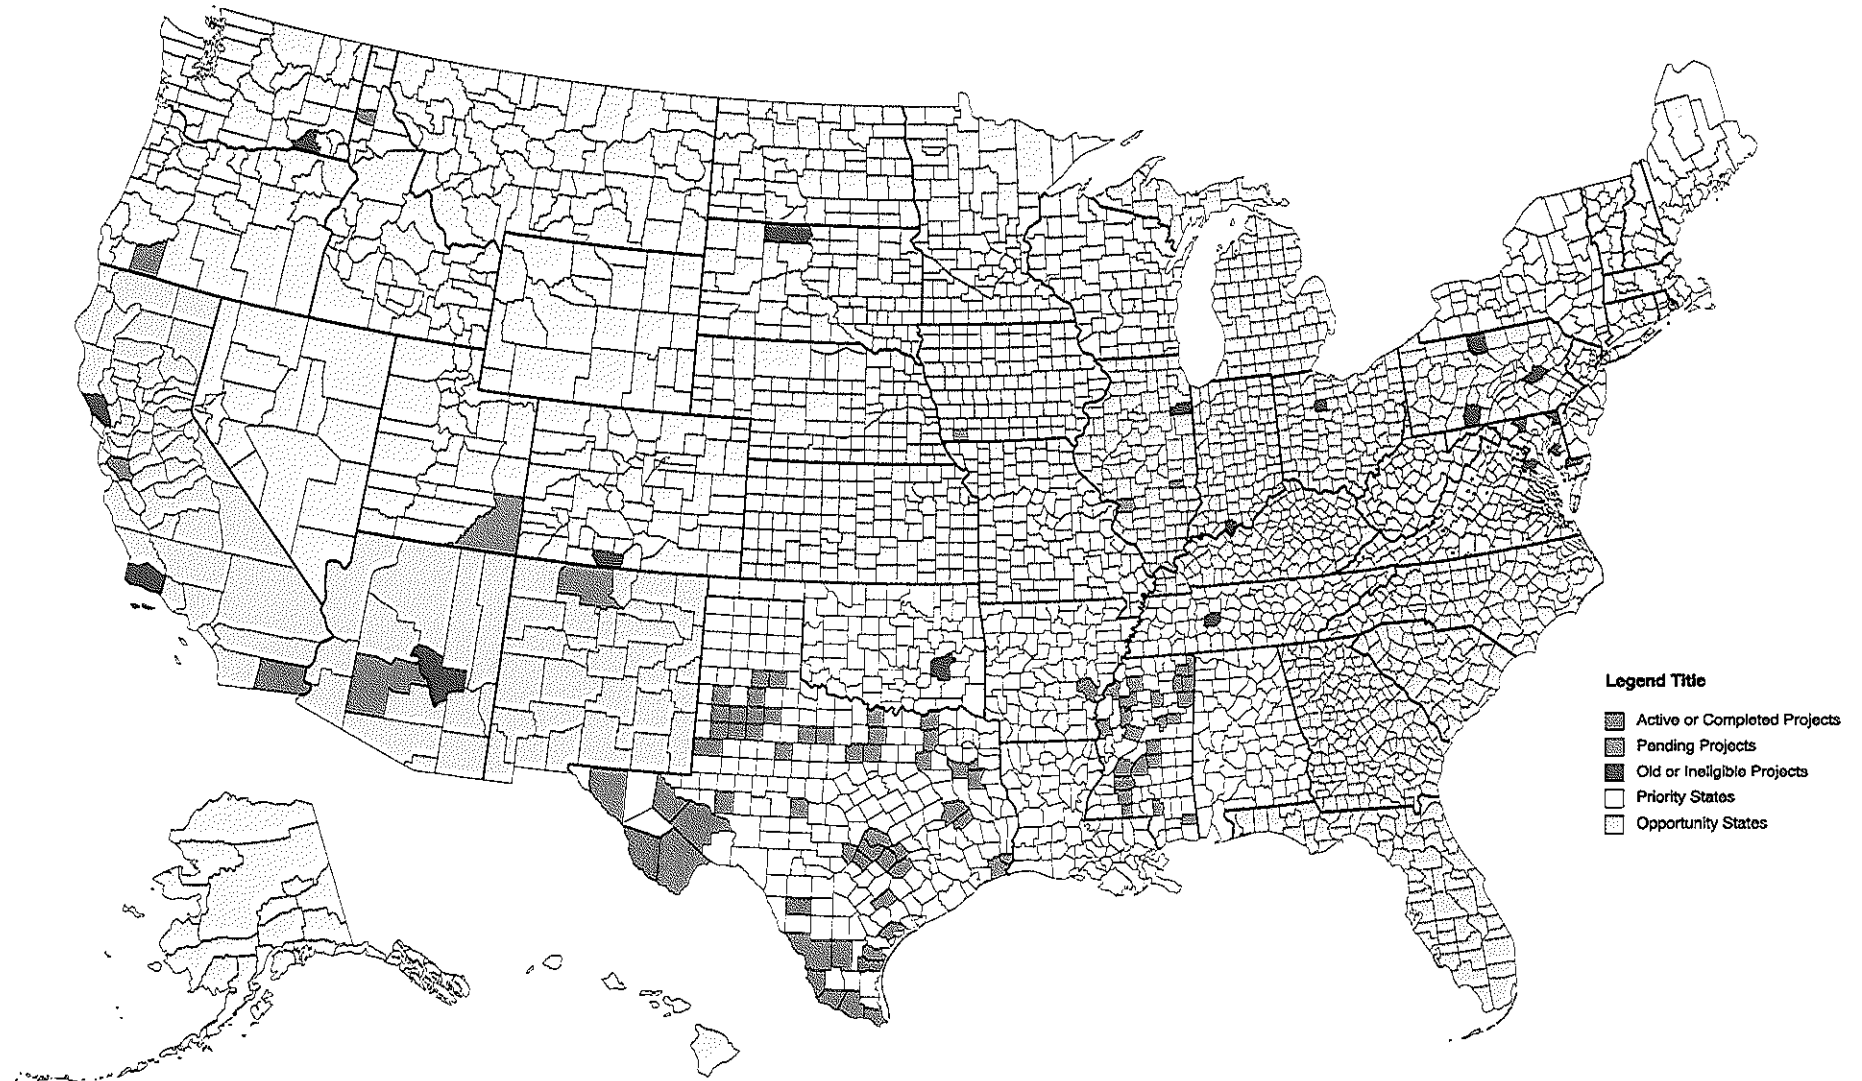 Legend Title
Active or Completed Projects
Pending Projects
Old or Ineligible Projects
Priority States
Opportunity States